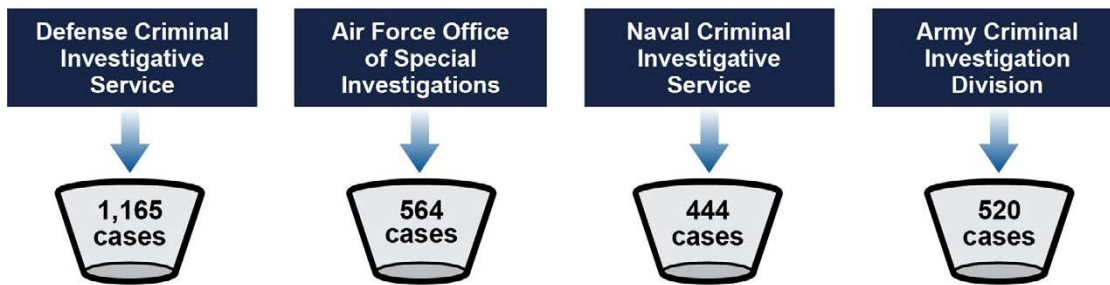 Defense Criminal
Investigative
Service
Air Force Office
of Special
Investigations
Naval Criminal
Investigative
Service
Army Criminal
Investigation
Division
1,165
cases
564
cases
444
cases
520
cases